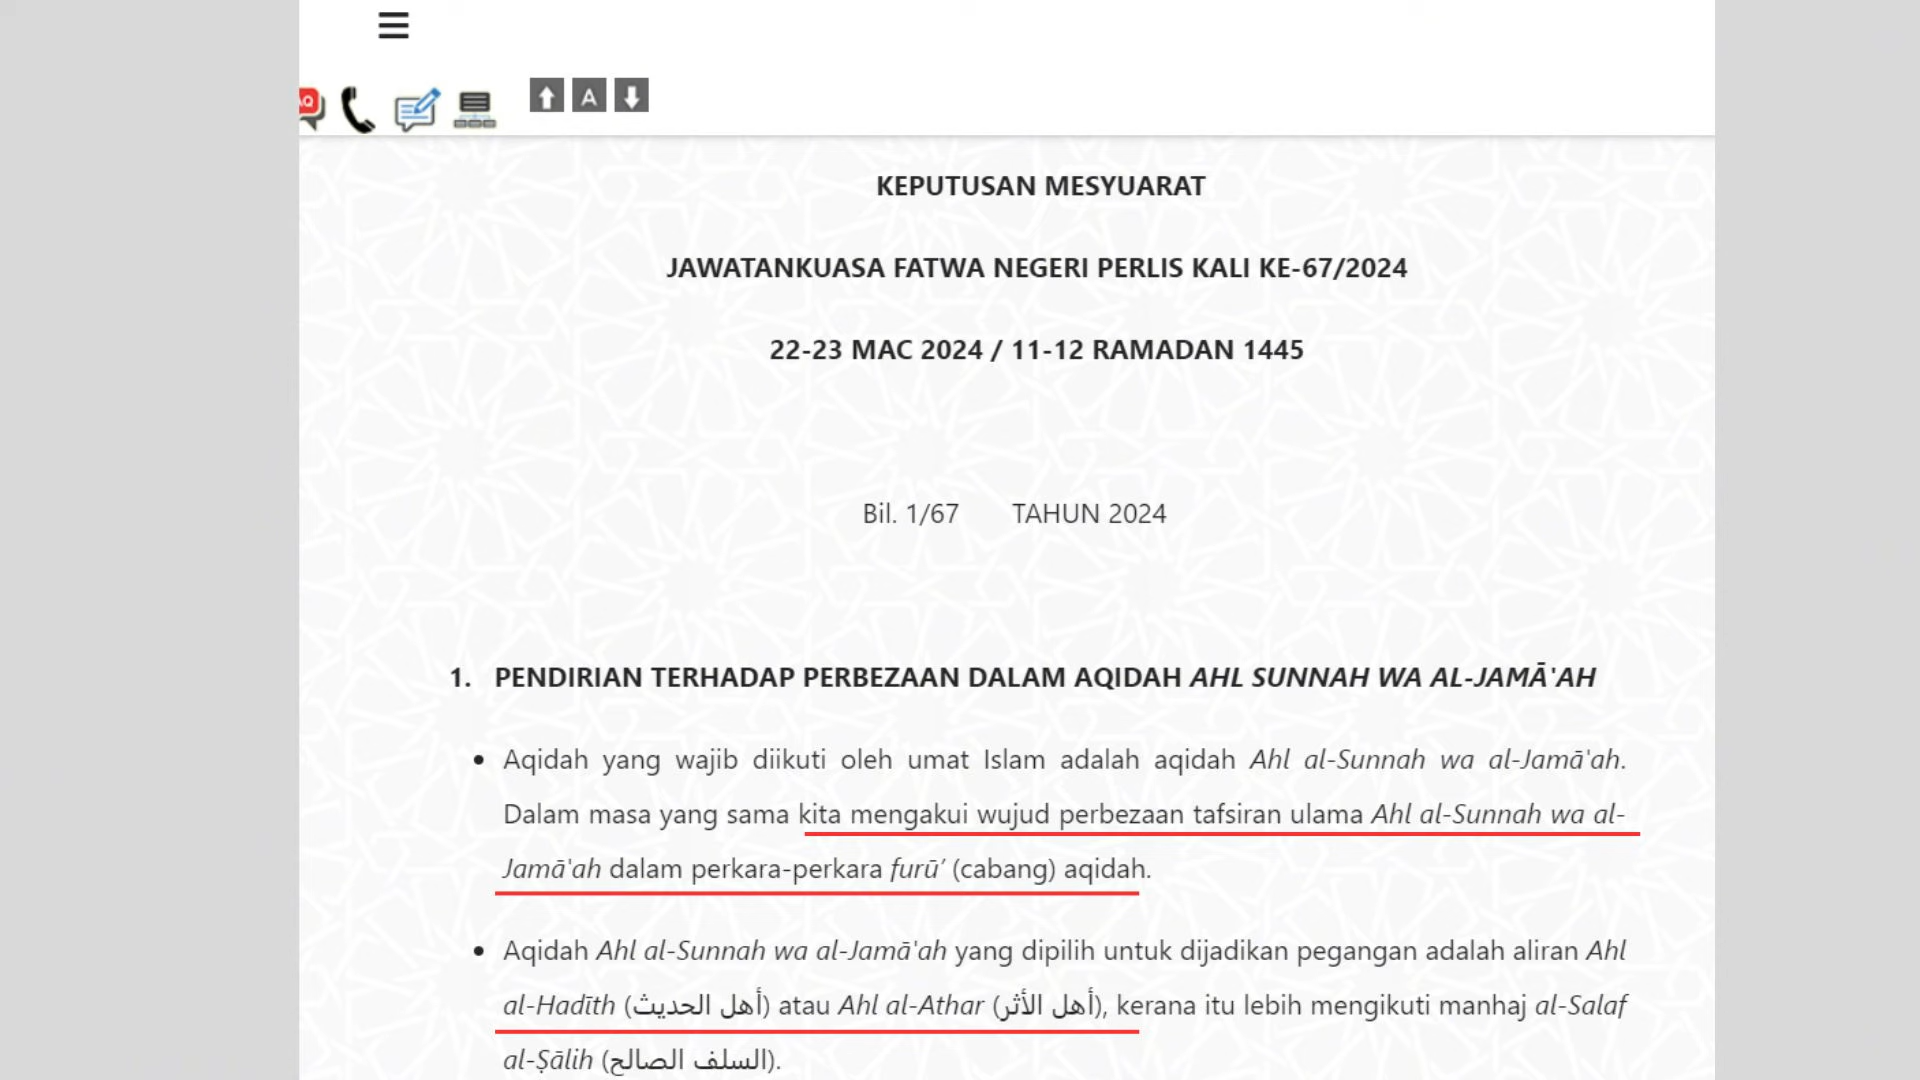 AQ
A
KEPUTUSAN MESYUARAT
JAWATANKUASA FATWA NEGERI PERLIS KALI KE-67/2024
22-23 MAC 2024 / 11-12 RAMADAN 1445
Bil. 1/67 TAHUN 2024
1. PENDIRIAN TERHADAP PERBEZAAN DALAM AQIDAH AHL SUNNAH WA AL-JAMĀ'AH
• Aqidah yang wajib diikuti oleh umat Islam adalah aqidah Ahl al-Sunnah wa al-Jamā'ah.
Dalam masa yang sama kita mengakui wujud perbezaan tafsiran ulama Ahl al-Sunnah wa al-
Jamā'ah dalam perkara-perkara furū’ (cabang) aqidah.
• Aqidah Ahl al-Sunnah wa al-Jamā'ah yang dipilih untuk dijadikan pegangan adalah aliran Ahl
al-Hadīth (أهل الحديث) atau Ahl al-Athar (أهل الأثر), kerana itu lebih mengikuti manhaj al-Salaf
al-Ṣālih (السلف الصالح).